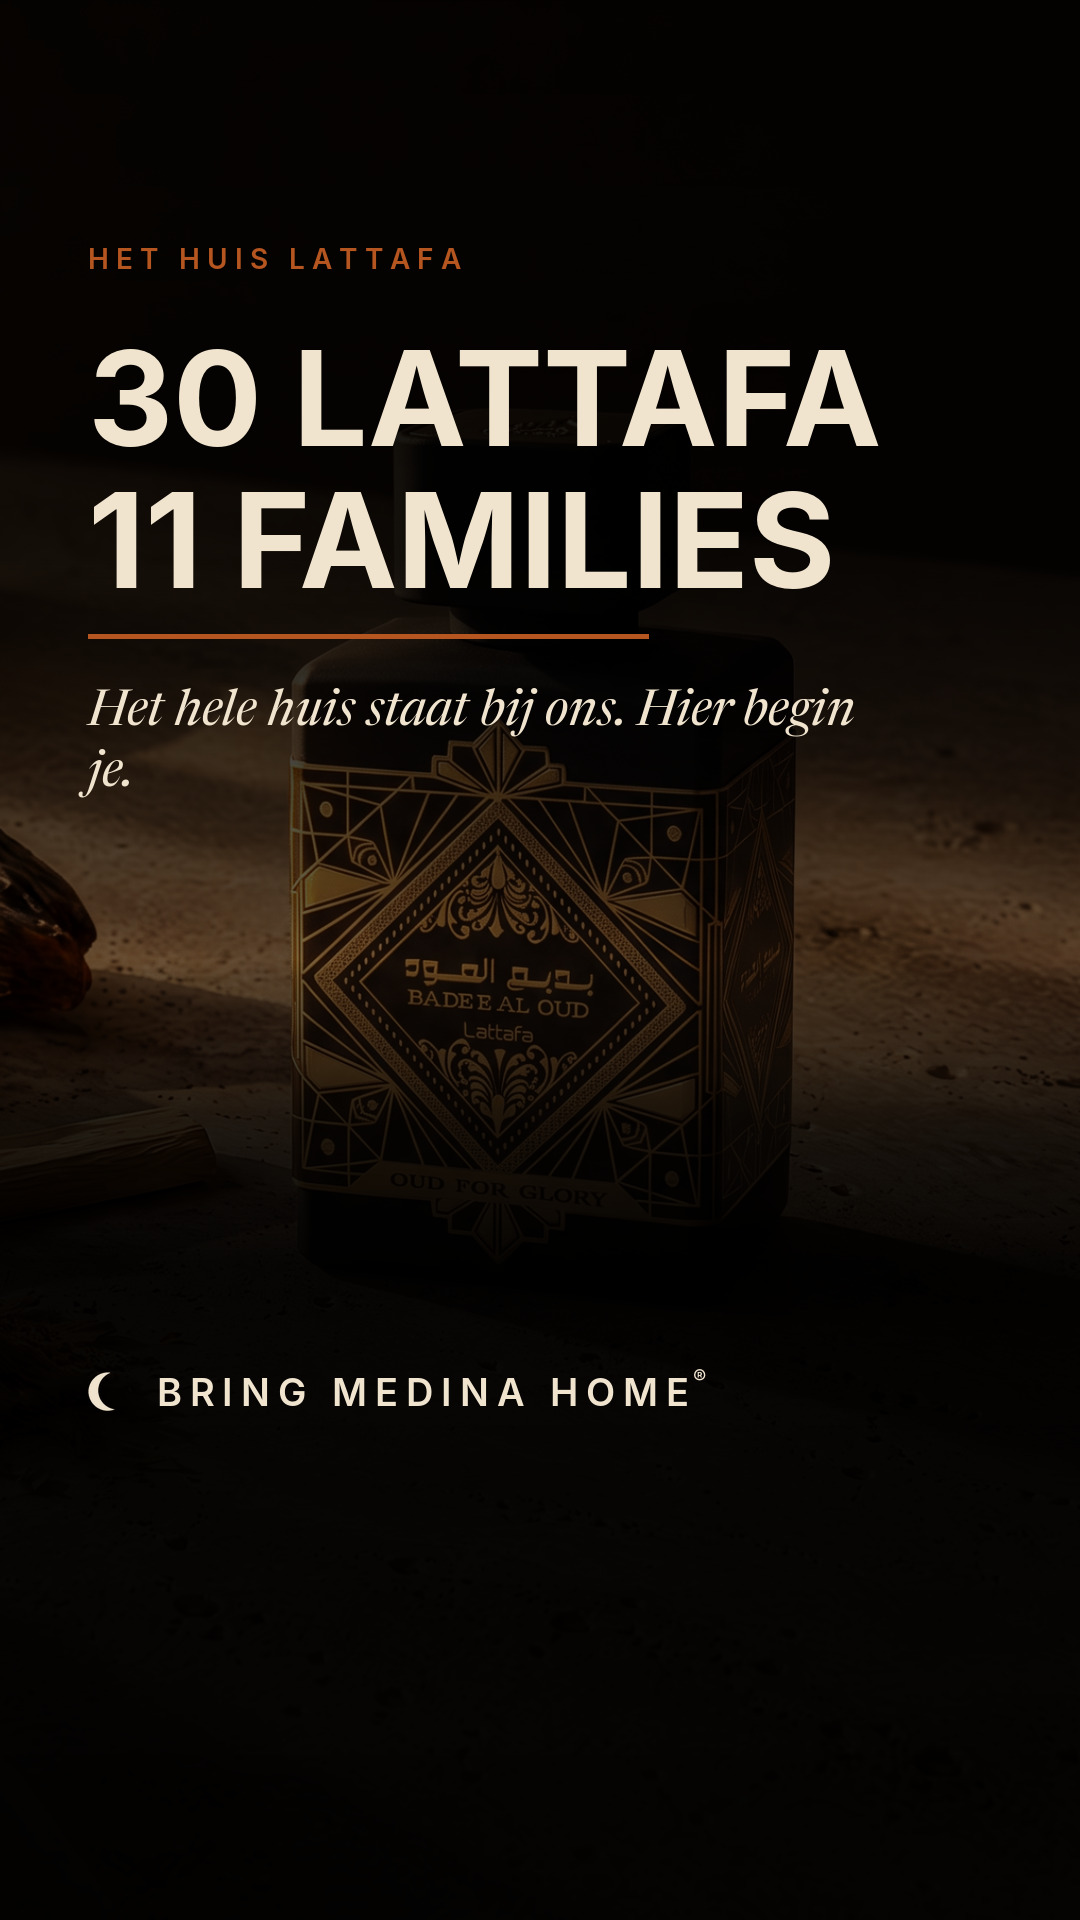 HET HUIS LATTAFA
30 LATTAFA
11 FAMILIES
Het hele huis staat bij ons. Hier begin
je.
بديع العود
BADEE AL OUD
Lattafa
OUD FOR GLORY
BRING MEDINA HOME®